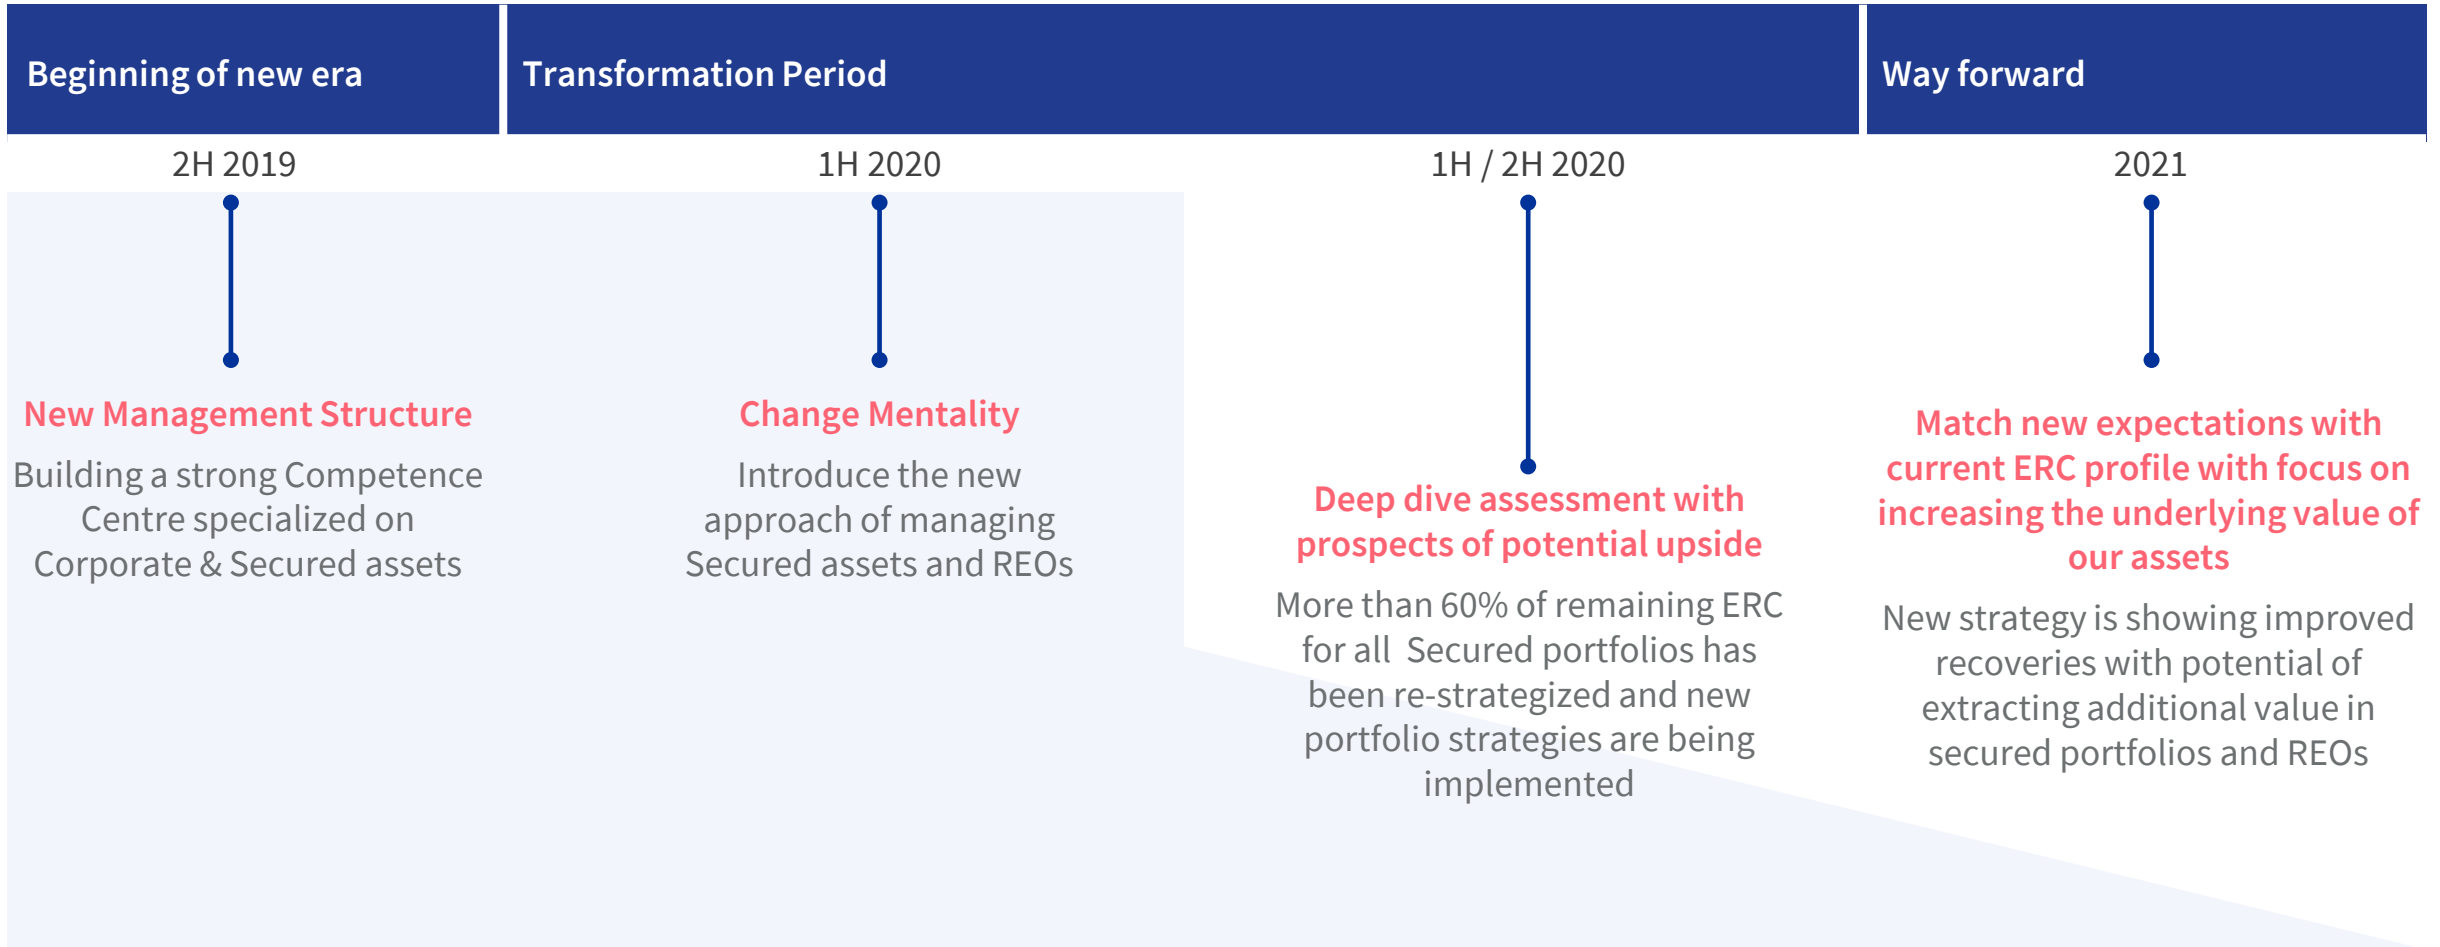 Beginning of new era
Transformation Period
Way forward
2H 2019
1H 2020
1H / 2H 2020
2021
New Management Structure
Building a strong Competence
Centre specialized on
Corporate & Secured assets
Change Mentality
Introduce the new
approach of managing
Secured assets and REOs
Deep dive assessment with
prospects of potential upside
More than 60% of remaining ERC
for all  Secured portfolios has
been re-strategized and new
portfolio strategies are being
implemented
Match new expectations with
current ERC profile with focus on
increasing the underlying value of
our assets
New strategy is showing improved
recoveries with potential of
extracting additional value in
secured portfolios and REOs